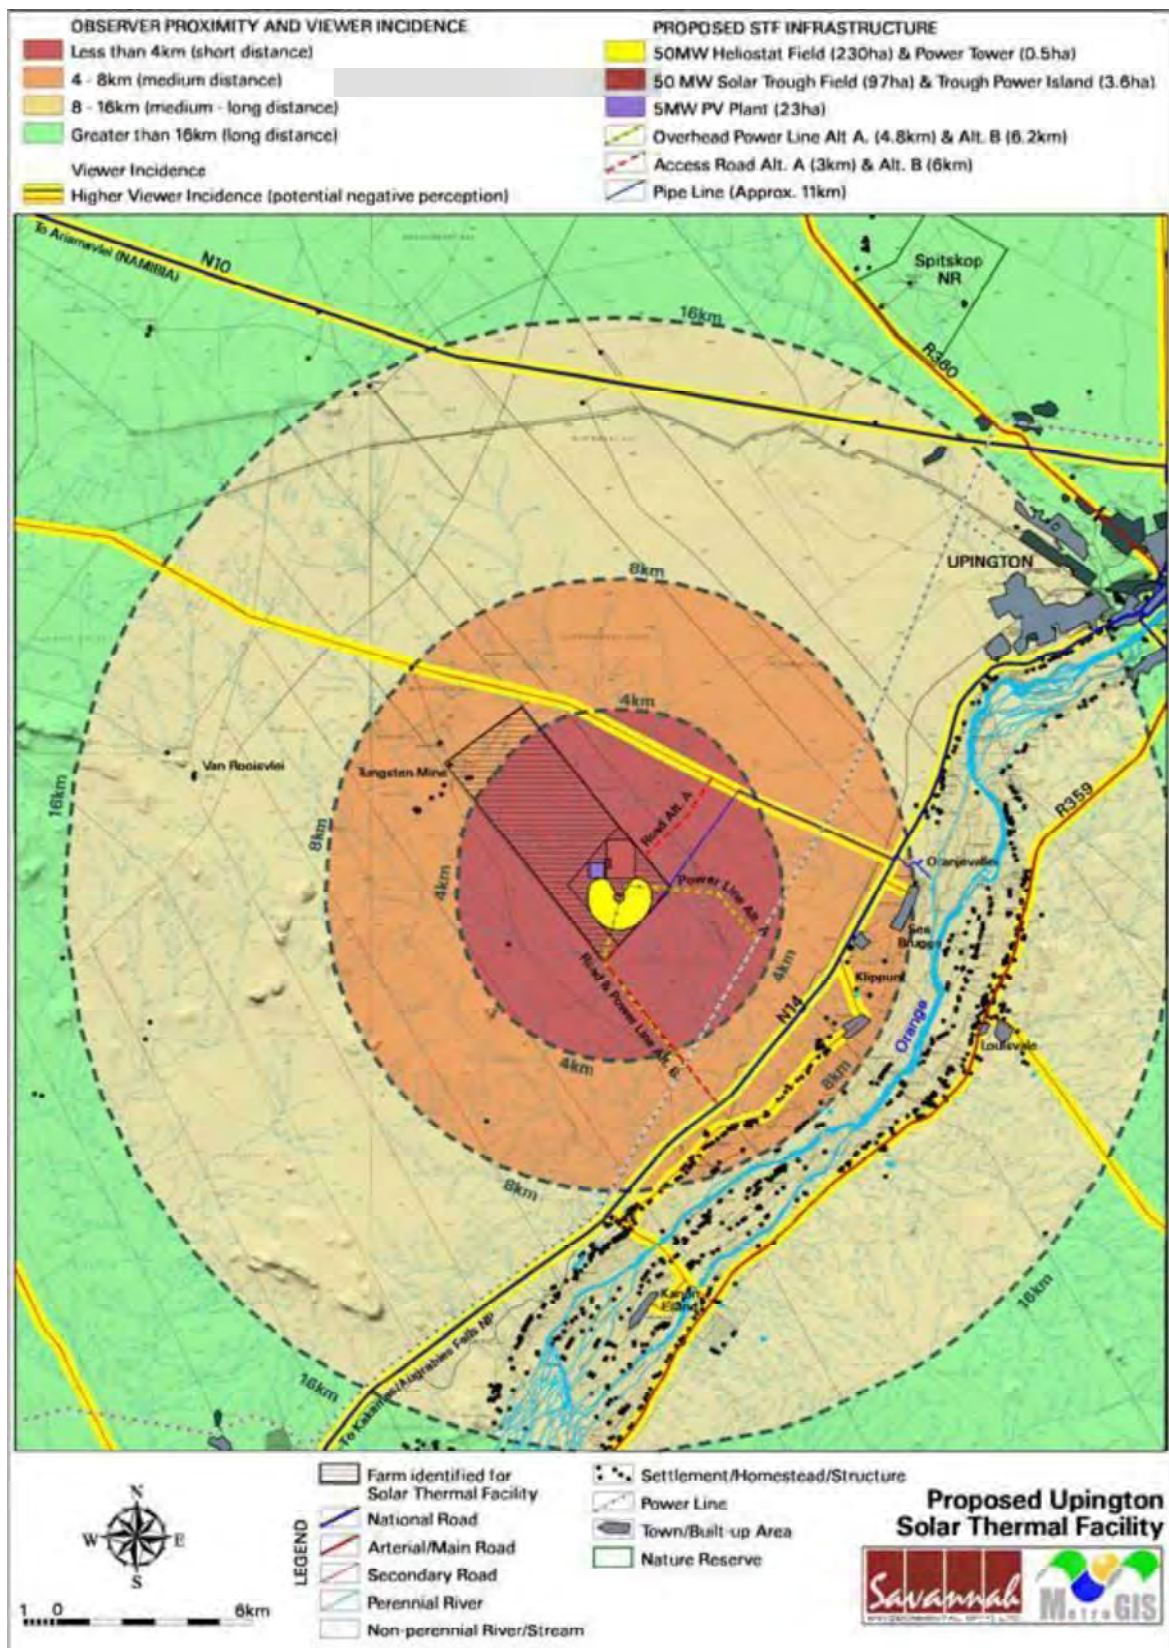 OBSERVER PROXIMITY AND VIEWER INCIDENCE
Less than 4km (short distance)
4 - 8km (medium distance)
8 - 16km (medium - long distance)
Greater than 16km (long distance)
Viewer Incidence
Higher Viewer Incidence (potential negative perception)
PROPOSED STF INFRASTRUCTURE
50MW Heliostat Field (230ha) & Power Tower (0.5ha)
50 MW Solar Trough Field (97ha) & Trough Power Island (3.6ha)
5MW PV Plant (23ha)
Overhead Power Line Alt A. (4.8km) & Alt. B (6.2km)
Access Road Alt. A (3km) & Alt. B (6km)
Pipe Line (Approx. 11km)
To Ariamsvlei (NAMIBIA)
N10
Spitskop
NR
16km
R360
UPINGTON
8km
4km
Van Rooisvlei
Tungsten Mine
16km
8km
4km
Road Alt. A
Power Line Alt. A
R359
Oranjevallei
Ses
Brugge
Klippunt
4km
N14
Orange
Road & Power Line Alt. B
Louisvale
4km
8km
8km
Kanon
Eiland
16km
16km
To Kakamas/Augrabies Falls NP
N
W
E
S
1 0 6km
LEGEND
Farm identified for
Solar Thermal Facility
National Road
Arterial/Main Road
Secondary Road
Perennial River
Non-perennial River/Stream
Settlement/Homestead/Structure
Power Line
Town/Built-up Area
Nature Reserve
Proposed Upington
Solar Thermal Facility
Savannah
MetroGIS